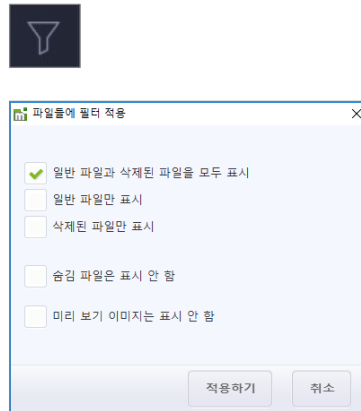 파일들에 필터 적용
일반 파일과 삭제된 파일을 모두 표시
일반 파일만 표시
삭제된 파일만 표시
숨김 파일은 표시 안 함
미리 보기 이미지는 표시 안 함
적용하기 취소